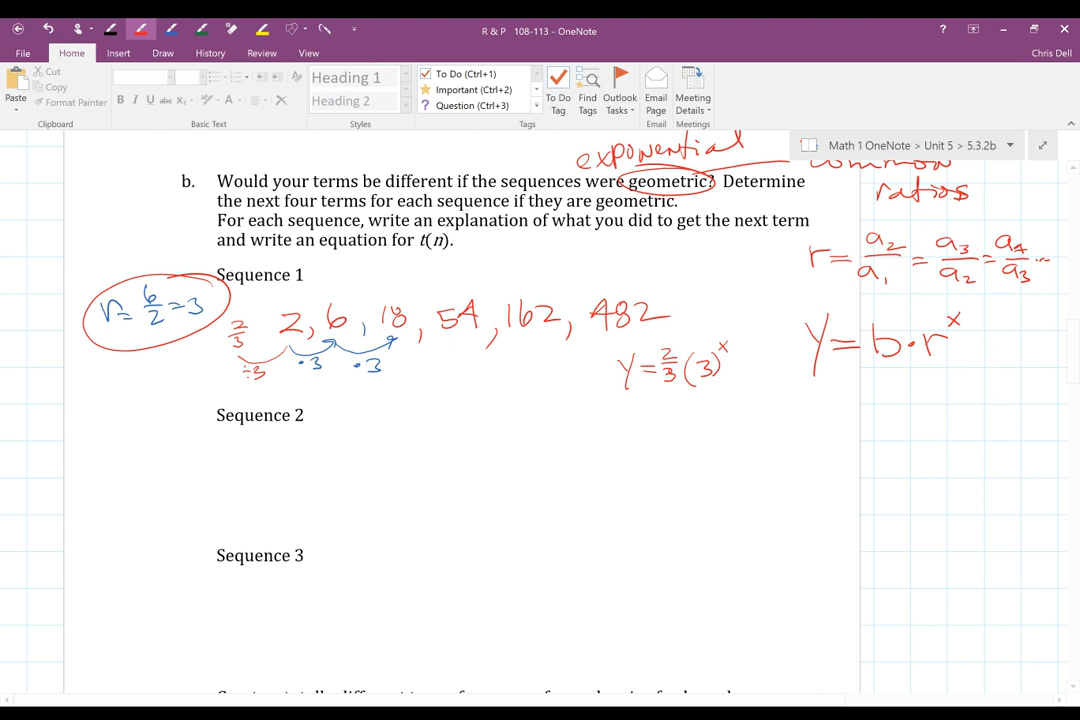 R & P 108-113 - OneNote
File Home Insert Draw History Review View Chris Dell
Paste
Cut
Copy
Format Painter
Clipboard
B I U abc X₂ A
Basic Text
Heading 1
Heading 2
Styles
To Do (Ctrl+1)
Important (Ctrl+2)
Question (Ctrl+3)
To Do Tag
Find Tags
Outlook Tasks
Tags
Email Page
Email
Meeting Details
Meetings
Math 1 OneNote > Unit 5 > 5.3.2b
exponential
common
ratios
b. Would your terms be different if the sequences were geometric? Determine
the next four terms for each sequence if they are geometric.
For each sequence, write an explanation of what you did to get the next term
and write an equation for t(n).
r = a₂/a₁ = a₃/a₂ = a₄/a₃ ...
Sequence 1
r = 6/2 = 3
2/3 2, 6, 18, 54, 162, 482
÷3 ·3 ·3
y = 2/3 (3)^x
y = b·r^x
Sequence 2
Sequence 3